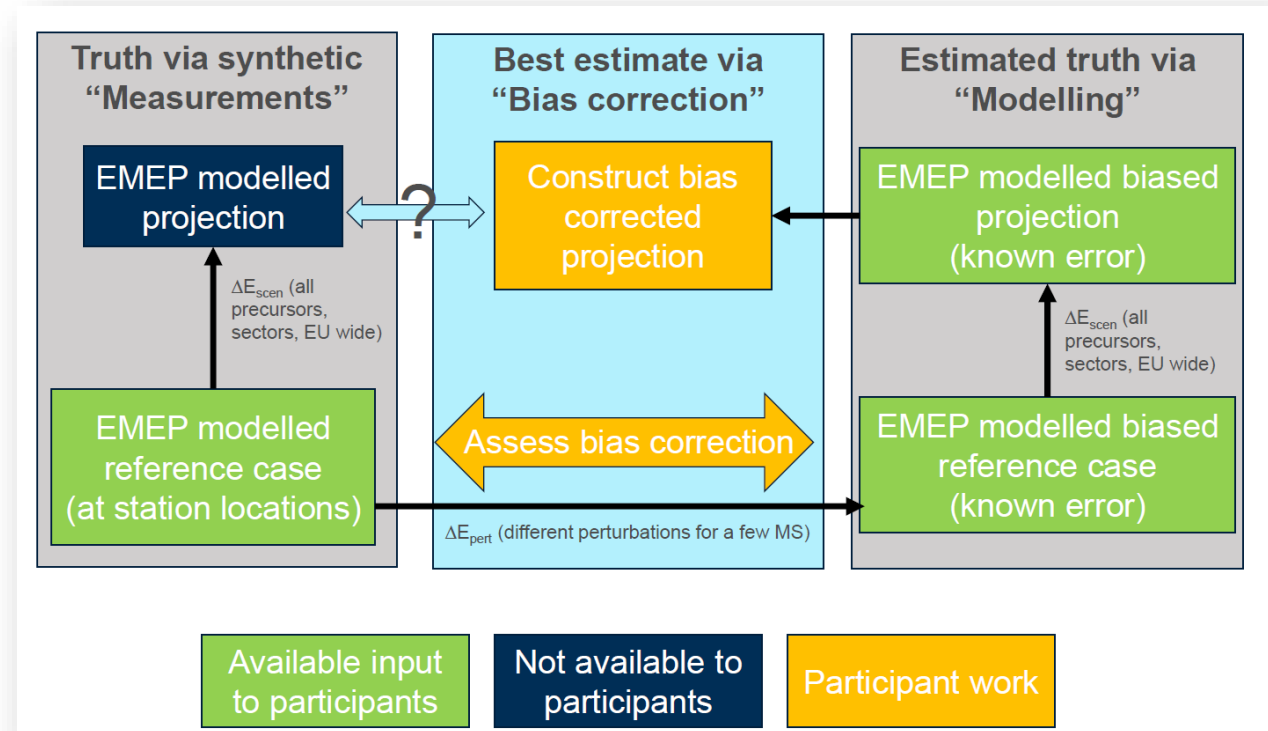 Truth via synthetic
“Measurements”
EMEP modelled
projection
ΔEscen (all
precursors,
sectors, EU wide)
EMEP modelled
reference case
(at station locations)
Best estimate via
“Bias correction”
?
Construct bias
corrected
projection
Assess bias correction
ΔEpert (different perturbations for a few MS)
Estimated truth via
“Modelling”
EMEP modelled biased
projection
(known error)
ΔEscen (all
precursors,
sectors, EU wide)
EMEP modelled biased
reference case
(known error)
Available input
to participants
Not available to
participants
Participant work